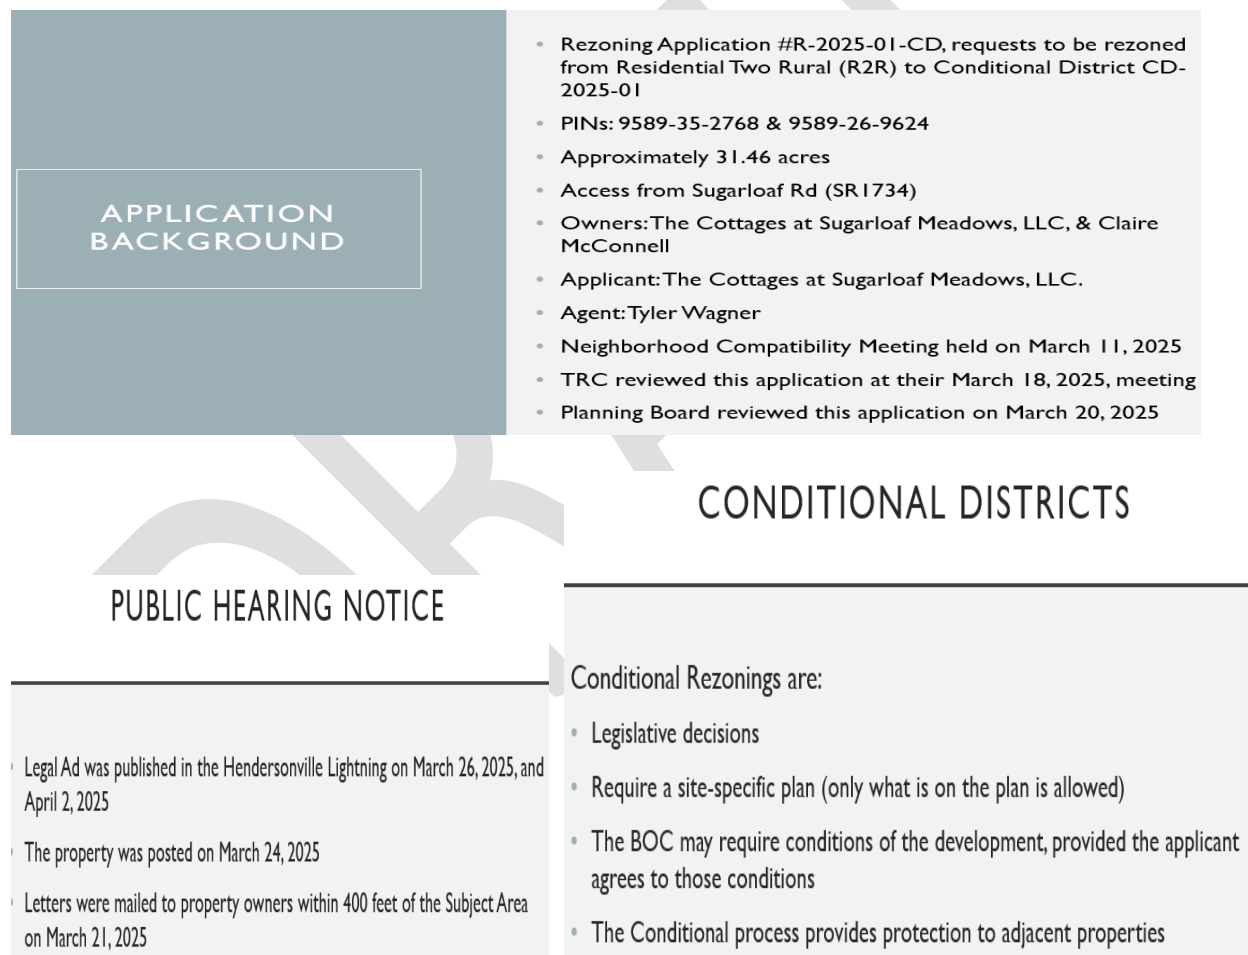 APPLICATION
BACKGROUND
Rezoning Application #R-2025-01-CD, requests to be rezoned
from Residential Two Rural (R2R) to Conditional District CD-
2025-01
PINs: 9589-35-2768 & 9589-26-9624
Approximately 31.46 acres
Access from Sugarloaf Rd (SR1734)
Owners: The Cottages at Sugarloaf Meadows, LLC, & Claire
McConnell
Applicant: The Cottages at Sugarloaf Meadows, LLC.
Agent: Tyler Wagner
Neighborhood Compatibility Meeting held on March 11, 2025
TRC reviewed this application at their March 18, 2025, meeting
Planning Board reviewed this application on March 20, 2025
PUBLIC HEARING NOTICE
Legal Ad was published in the Hendersonville Lightning on March 26, 2025, and
April 2, 2025
The property was posted on March 24, 2025
Letters were mailed to property owners within 400 feet of the Subject Area
on March 21, 2025
CONDITIONAL DISTRICTS
Conditional Rezonings are:
Legislative decisions
Require a site-specific plan (only what is on the plan is allowed)
The BOC may require conditions of the development, provided the applicant
agrees to those conditions
The Conditional process provides protection to adjacent properties